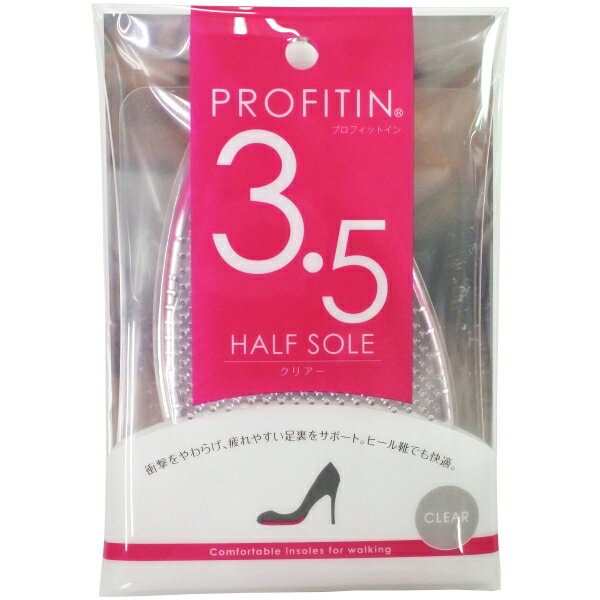 PROFITIN®
プロフィットイン
3.5
HALF SOLE
クリアー
衝撃をやわらげ、疲れやすい足裏をサポート。ヒール靴でも快適。
CLEAR
Comfortable insoles for walking